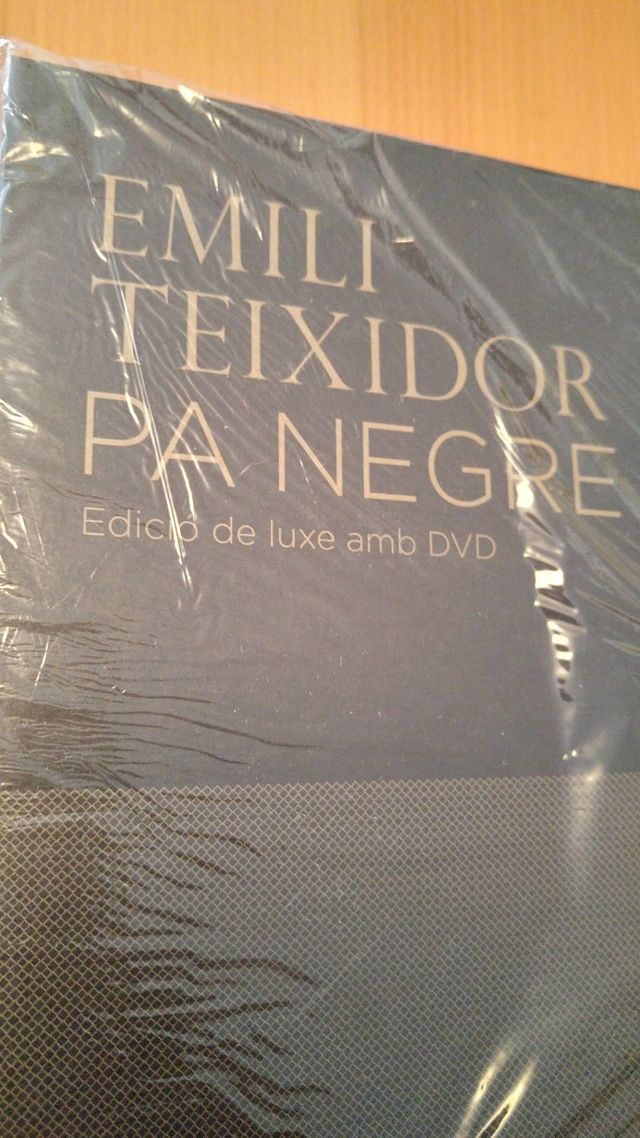 EMILI
TEIXIDOR
PA NEGRE
Edició de luxe amb DVD